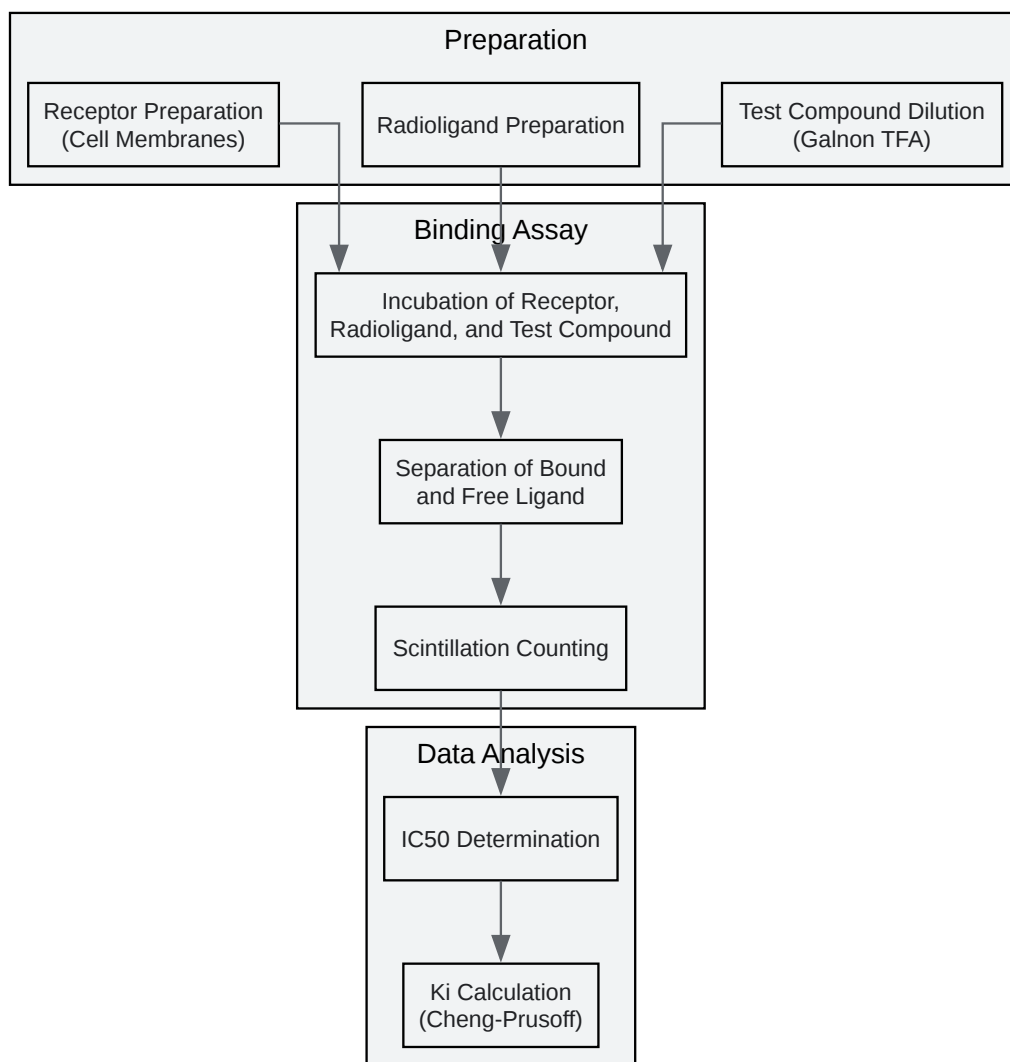 Preparation
Receptor Preparation
(Cell Membranes)
Radioligand Preparation
Test Compound Dilution
(Galnon TFA)
Binding Assay
Incubation of Receptor,
Radioligand, and Test Compound
Separation of Bound
and Free Ligand
Scintillation Counting
Data Analysis
IC50 Determination
Ki Calculation
(Cheng-Prusoff)